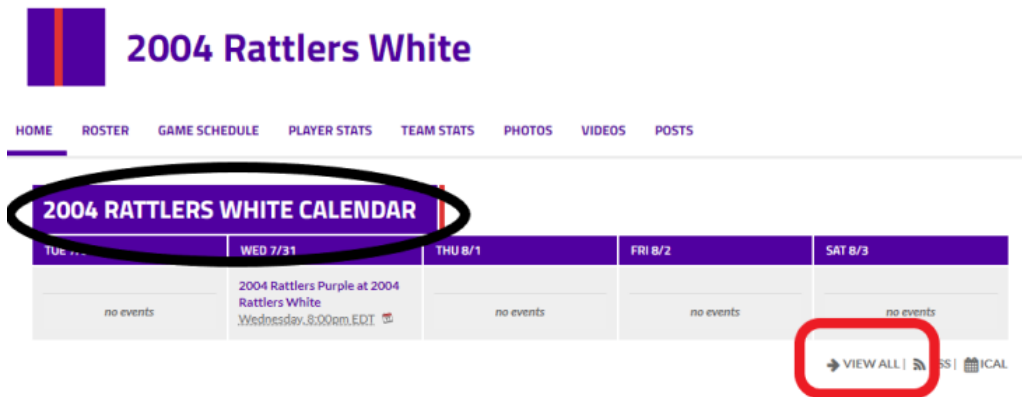 2004 Rattlers White
HOME ROSTER GAME SCHEDULE PLAYER STATS TEAM STATS PHOTOS VIDEOS POSTS
2004 RATTLERS WHITE CALENDAR
TUE WED 7/31 THU 8/1 FRI 8/2 SAT 8/3
no events
2004 Rattlers Purple at 2004
Rattlers White
Wednesday, 8:00pm EDT
no events
no events
no events
VIEW ALL | | ICAL